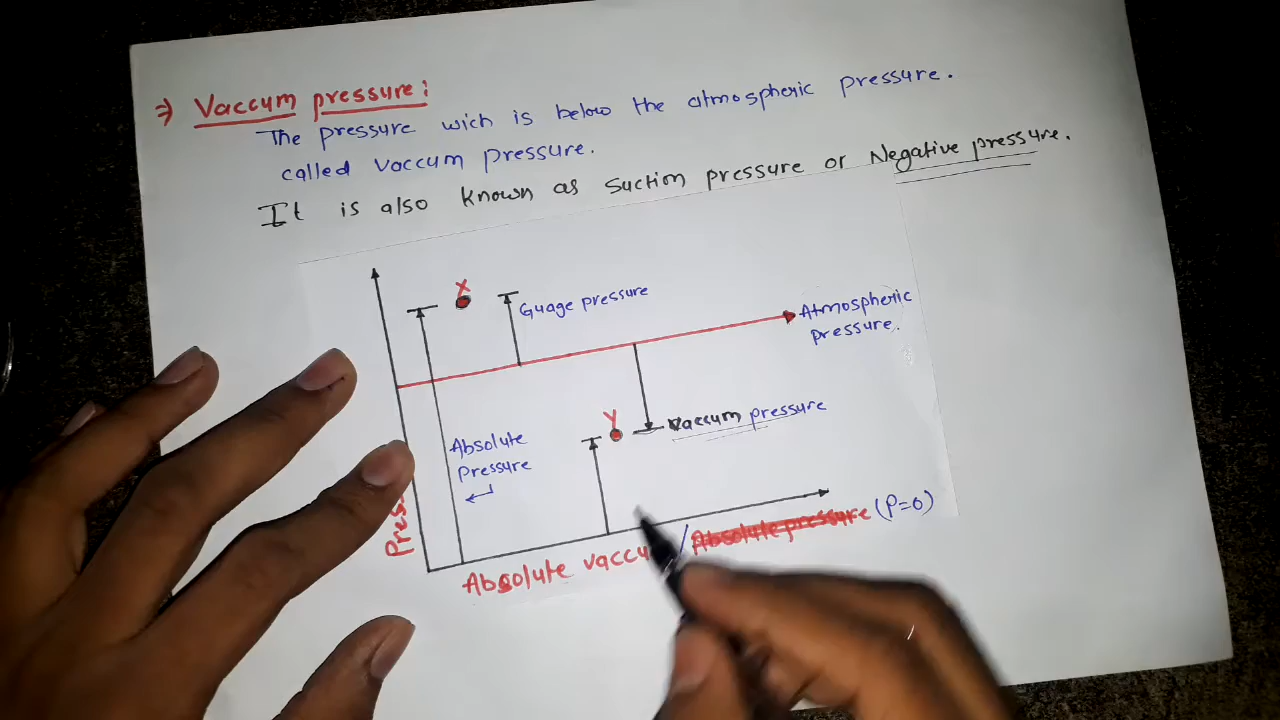 ⇒ Vaccum pressure:
The pressure wich is below the atmospheric pressure.
called vaccum pressure.
It is also known as suction pressure or Negative pressure.
X
Guage pressure
Atmospheric
pressure.
Y
Vaccum pressure
Absolute
pressure
Absolute / Absolute pressure (P=0)